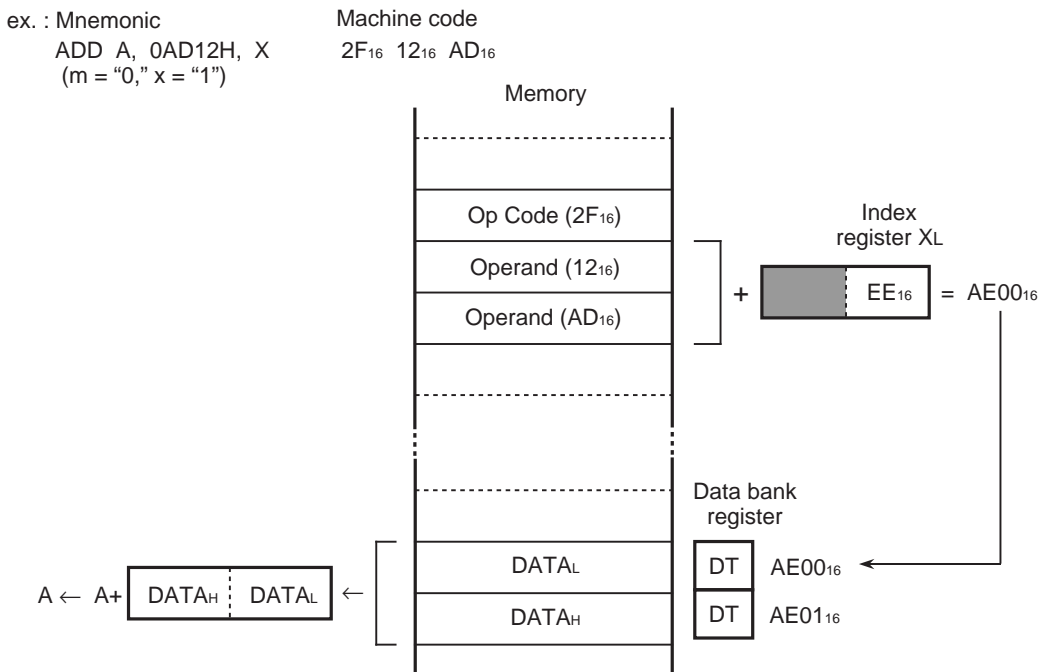 ex. : Mnemonic Machine code
ADD A, 0AD12H, X 2F₁₆ 12₁₆ AD₁₆
(m = “0,” x = “1”)
Memory
Op Code (2F₁₆)
Index
register XL
Operand (12₁₆)
+ EE₁₆ = AE00₁₆
Operand (AD₁₆)
Data bank
register
DATAL DT AE00₁₆
A ← A+ DATAH DATAL ←
DATAH DT AE01₁₆